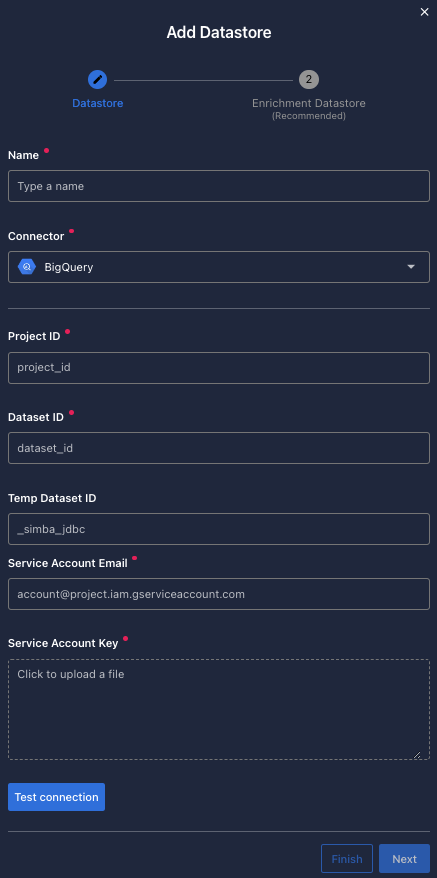 Add Datastore
2
Datastore
Enrichment Datastore
(Recommended)
Name
Type a name
Connector
BigQuery
Project ID
project_id
Dataset ID
dataset_id
Temp Dataset ID
_simba_jdbc
Service Account Email
account@project.iam.gserviceaccount.com
Service Account Key
Click to upload a file
Test connection
Finish
Next